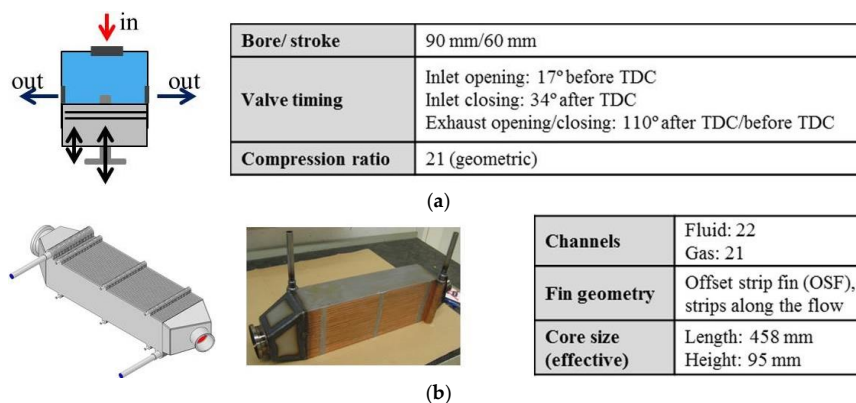 in
out
out
Bore/ stroke
90 mm/60 mm
Valve timing
Inlet opening: 17° before TDC
Inlet closing: 34° after TDC
Exhaust opening/closing: 110° after TDC/before TDC
Compression ratio
21 (geometric)
(a)
Channels
Fluid: 22
Gas: 21
Fin geometry
Offset strip fin (OSF),
strips along the flow
Core size
(effective)
Length: 458 mm
Height: 95 mm
(b)